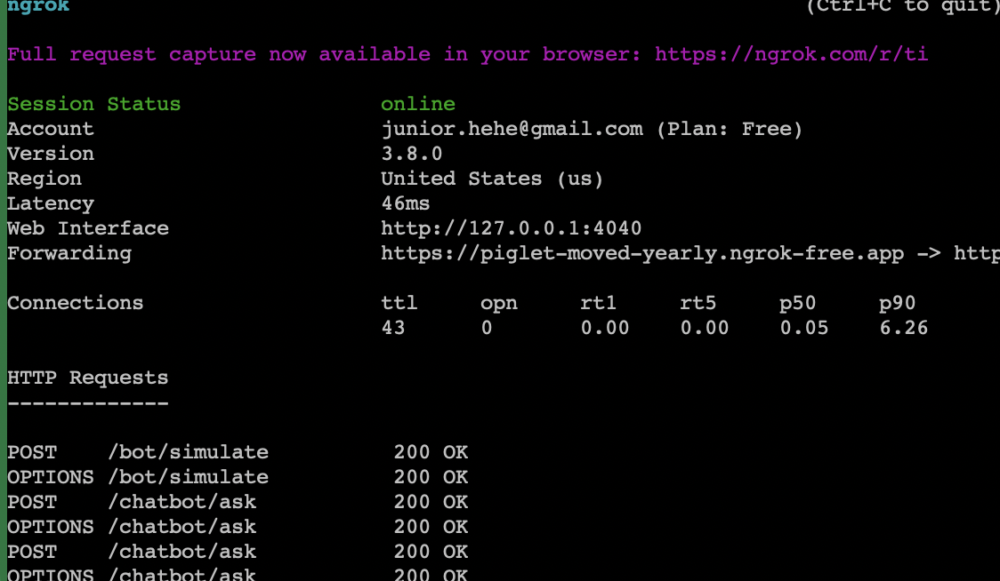 ngrok (Ctrl+C to quit)
Full request capture now available in your browser: https://ngrok.com/r/ti
Session Status online
Account junior.hehe@gmail.com (Plan: Free)
Version 3.8.0
Region United States (us)
Latency 46ms
Web Interface http://127.0.0.1:4040
Forwarding https://piglet-moved-yearly.ngrok-free.app -> http
Connections ttl opn rt1 rt5 p50 p90
43 0 0.00 0.00 0.05 6.26
HTTP Requests
-------------
POST /bot/simulate 200 OK
OPTIONS /bot/simulate 200 OK
POST /chatbot/ask 200 OK
OPTIONS /chatbot/ask 200 OK
POST /chatbot/ask 200 OK
OPTIONS /chatbot/ask 200 OK